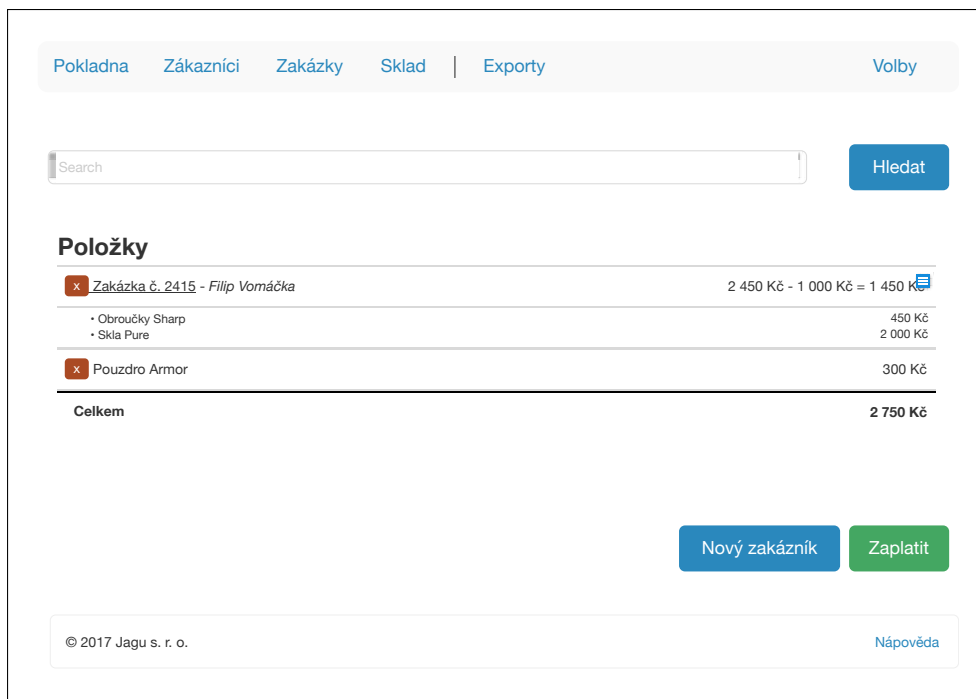 Pokladna Zákazníci Zakázky Sklad | Exporty Volby
Search Hledat
Položky
x Zakázka č. 2415 - Filip Vomáčka 2 450 Kč - 1 000 Kč = 1 450 Kč
• Obroučky Sharp 450 Kč
• Skla Pure 2 000 Kč
x Pouzdro Armor 300 Kč
Celkem 2 750 Kč
Nový zakázník Zaplatit
© 2017 Jagu s. r. o. Nápověda